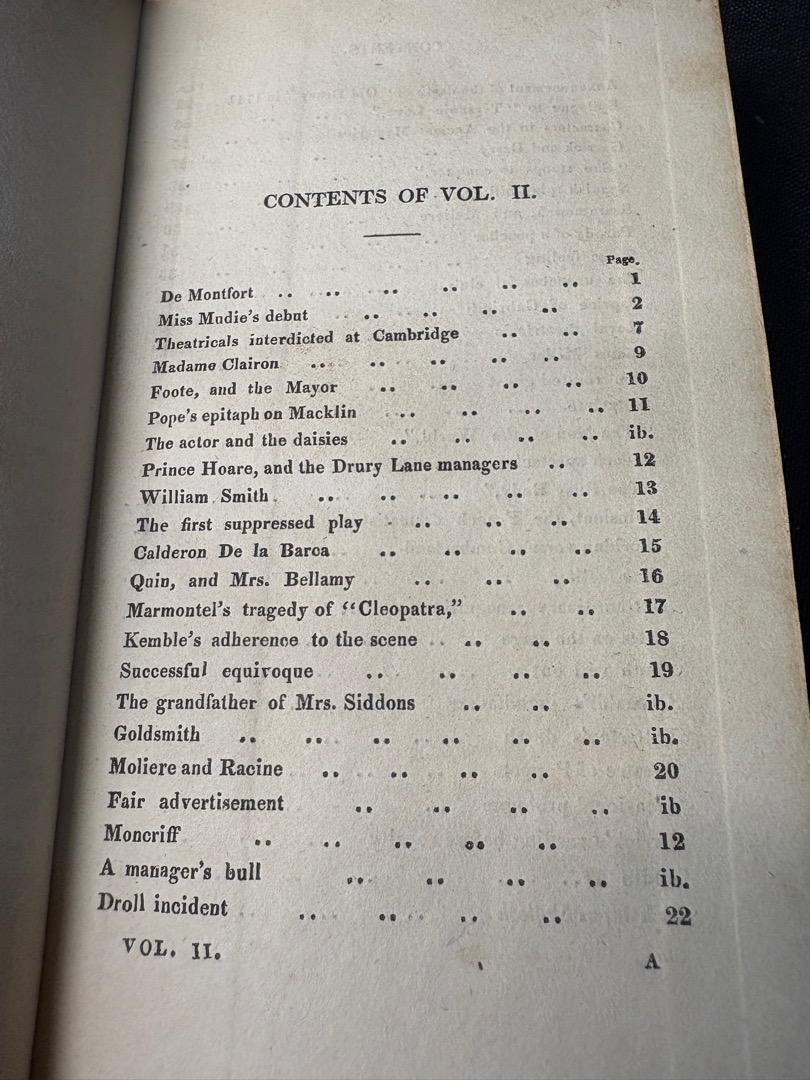 CONTENTS OF VOL. II.
Page.
De Montfort .. .. .. .. .. .. 1
Miss Mudie's debut .. .. .. .. 2
Theatricals interdicted at Cambridge .. .. 7
Madame Clairon .. .. .. .. .. 9
Foote, and the Mayor .. .. .. .. 10
Pope's epitaph on Macklin .. .. .. .. 11
The actor and the daisies .. .. .. .. ib.
Prince Hoare, and the Drury Lane managers .. 12
William Smith .. .. .. .. .. 13
The first suppressed play .. .. .. 14
Calderon De la Barca .. .. .. .. 15
Quin, and Mrs. Bellamy .. .. .. 16
Marmontel's tragedy of “Cleopatra,” .. .. 17
Kemble's adherence to the scene .. .. 18
Successful equivoque .. .. .. .. 19
The grandfather of Mrs. Siddons .. .. ib.
Goldsmith .. .. .. .. .. .. ib.
Moliere and Racine .. .. .. .. 20
Fair advertisement .. .. .. .. ib
Moncriff .. .. .. .. .. 12
A manager's bull .. .. .. .. ib.
Droll incident .. .. .. .. 22
VOL. II. A